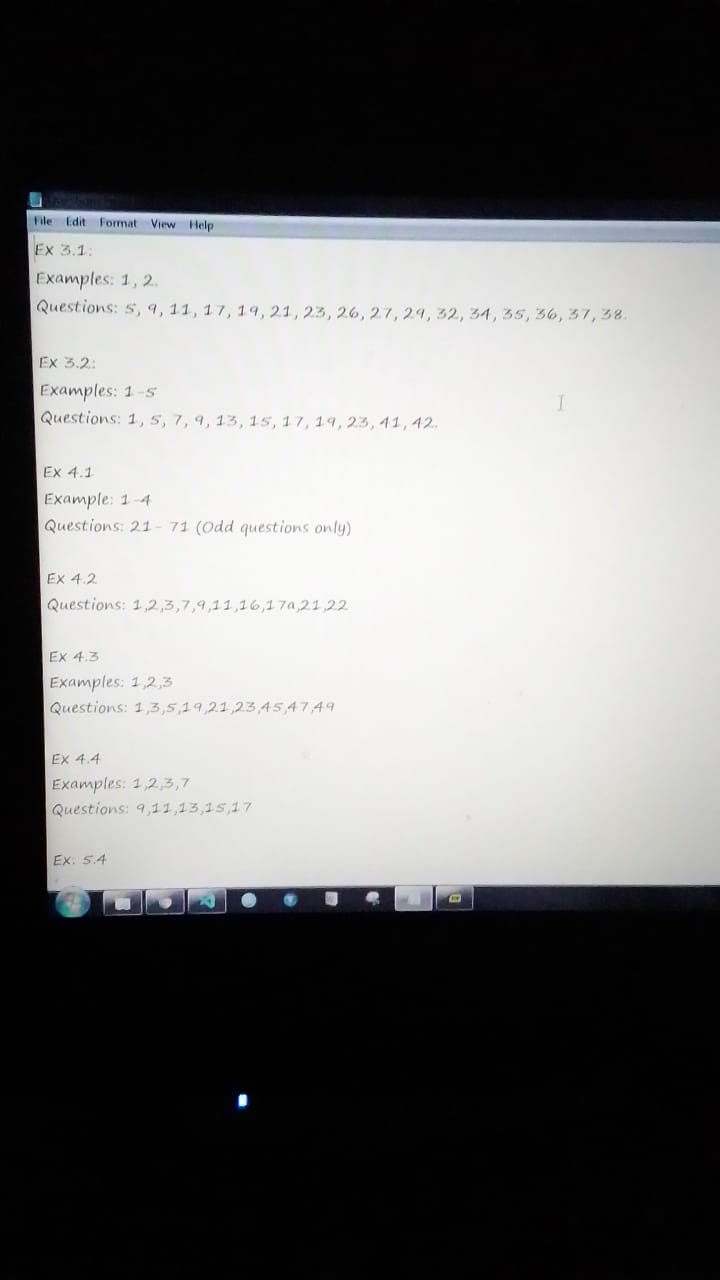 File Edit Format View Help
Ex 3.1:
Examples: 1, 2.
Questions: 5, 9, 11, 17, 19, 21, 23, 26, 27, 29, 32, 34, 35, 36, 37, 38.
Ex 3.2:
Examples: 1-5
Questions: 1, 5, 7, 9, 13, 15, 17, 19, 23, 41, 42.
Ex 4.1
Example: 1-4
Questions: 21- 71 (Odd questions only)
Ex 4.2
Questions: 1,2,3,7,9,11,16,17a,21,22
Ex 4.3
Examples: 1,2,3
Questions: 1,3,5,19,21,23,45,47,49
Ex 4.4
Examples: 1,2,3,7
Questions: 9,11,13,15,17
Ex: 5.4